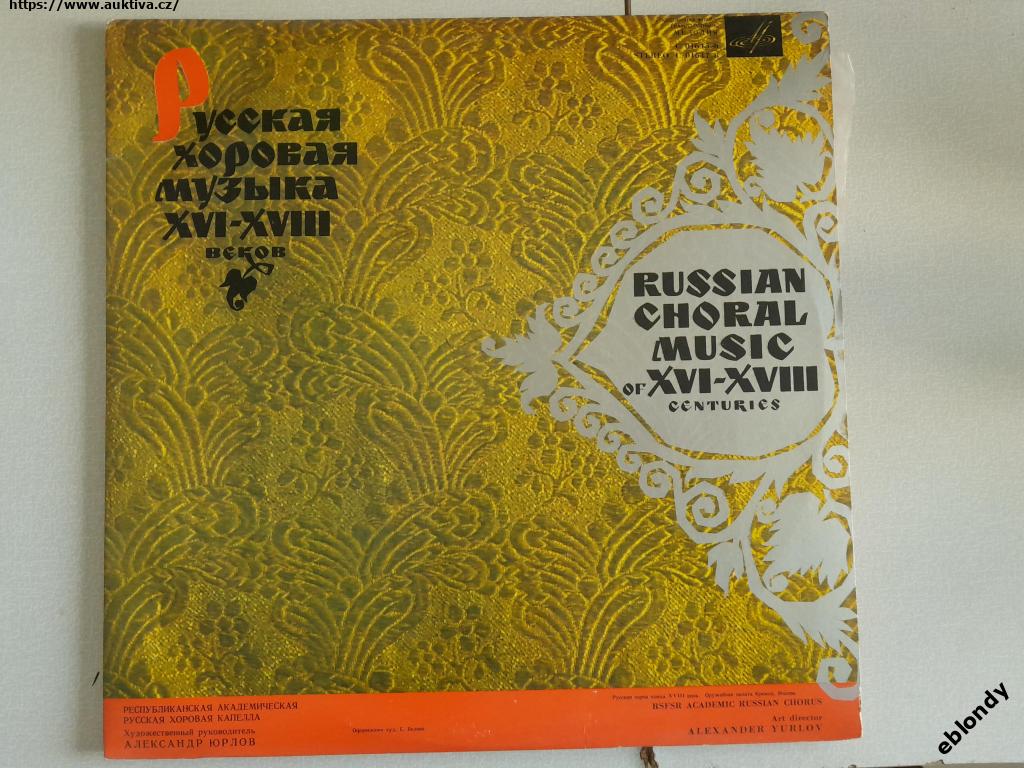 https://www.auktiva.cz/
Русская
хоровая
музыка
XVI-XVIII
веков
RUSSIAN
CHORAL
MUSIC
OF XVI-XVIII
CENTURIES
РЕСПУБЛИКАНСКАЯ АКАДЕМИЧЕСКАЯ
РУССКАЯ ХОРОВАЯ КАПЕЛЛА
Художественный руководитель
АЛЕКСАНДР ЮРЛОВ
RSFSR ACADEMIC RUSSIAN CHORUS
Art director
ALEXANDER YURLOV
eblondy